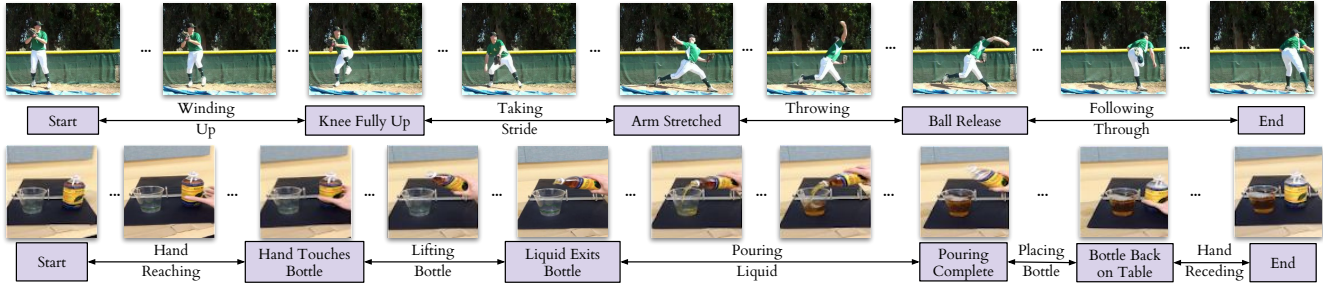 ... ... ... ... ... ... ...
Winding Taking Throwing Following
Start Knee Fully Up Arm Stretched Ball Release End
Up Stride Through
... ... ... ... ... ... ... ...
Hand Lifting Pouring Placing Hand
Start Hand Touches Bottle Liquid Exits Bottle Pouring Complete Bottle Back on Table End
Reaching Bottle Liquid Bottle Receding